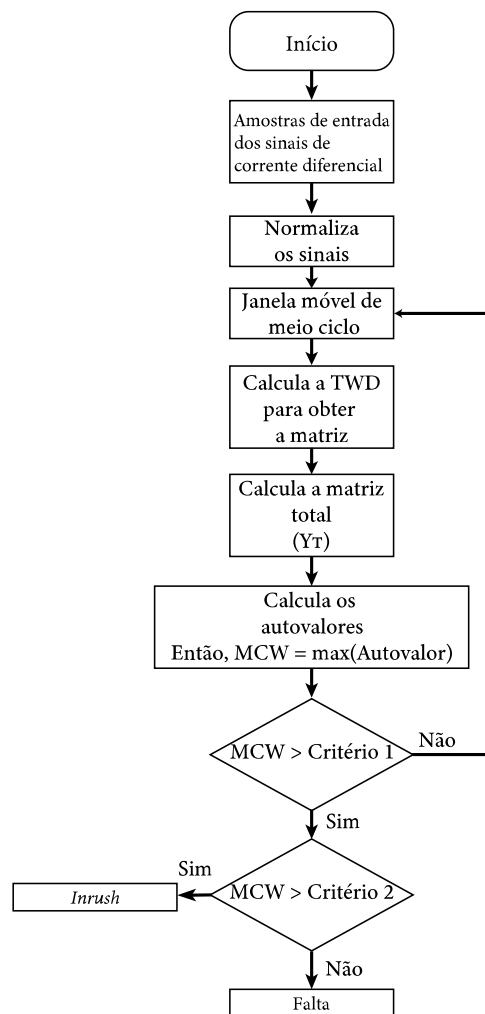 Início
Amostras de entrada
dos sinais de
corrente diferencial
Normaliza
os sinais
Janela móvel de
meio ciclo
Calcula a TWD
para obter
a matriz
Calcula a matriz
total
(YT)
Calcula os
autovalores
Então, MCW = max(Autovalor)
MCW > Critério 1
Não
Sim
MCW > Critério 2
Sim
Inrush
Não
Falta